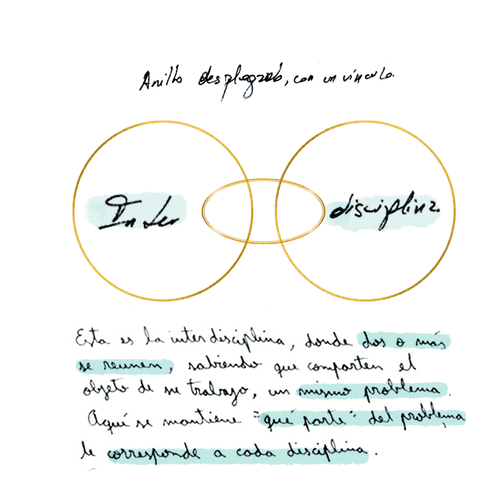 Anillo desplegado, con un vínculo.
Inter
disciplina
Esta es la interdisciplina, donde dos o más
se reunen, sabiendo que comparten el
objeto de su trabajo, un mismo problema.
Aquí se mantiene "qué parte" del problema
le corresponde a cada disciplina.